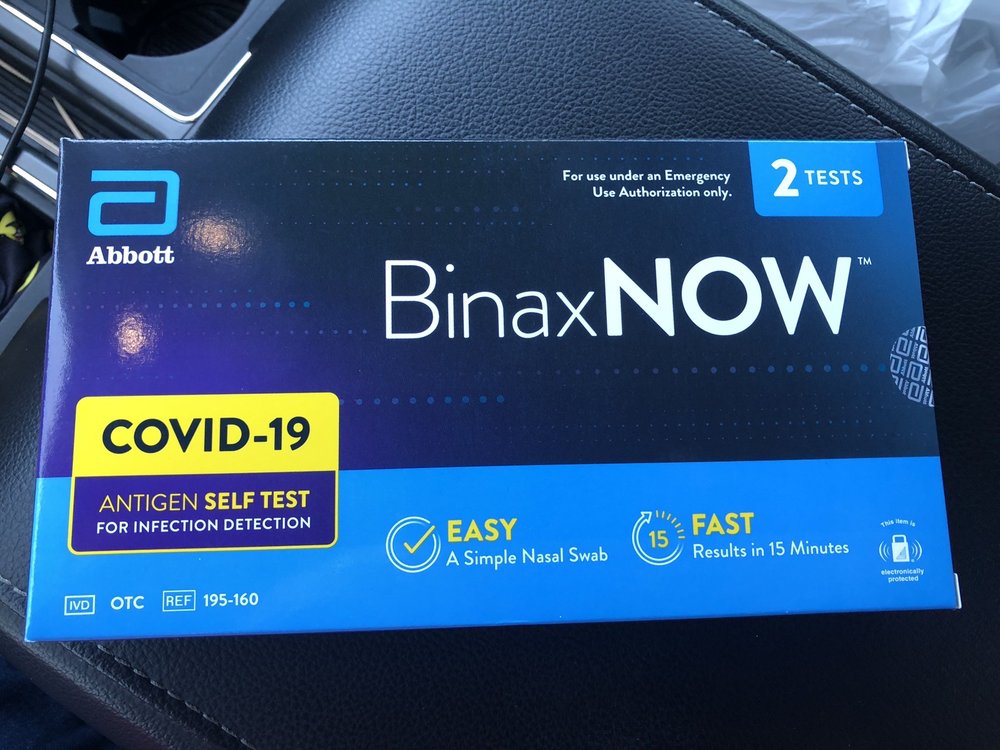 Abbott
For use under an Emergency
Use Authorization only.
2 TESTS
BinaxNOW™
COVID-19
ANTIGEN SELF TEST
FOR INFECTION DETECTION
EASY
A Simple Nasal Swab
15
FAST
Results in 15 Minutes
This item is
electronically
protected
IVD OTC REF 195-160